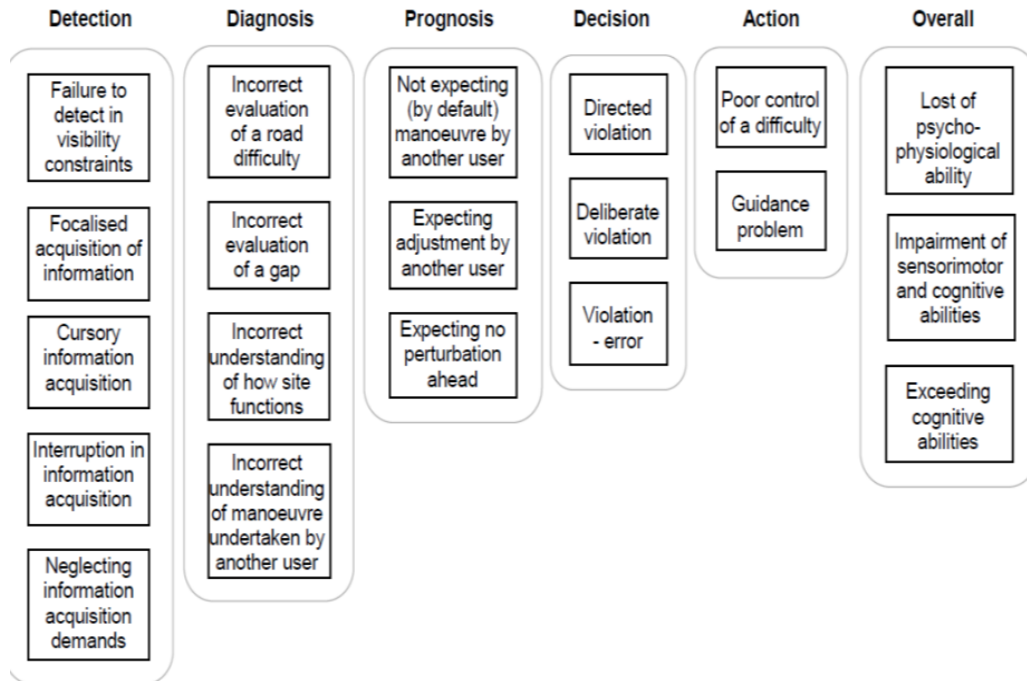 Detection
Failure to
detect in
visibility
constraints
Focalised
acquisition of
information
Cursory
information
acquisition
Interruption in
information
acquisition
Neglecting
information
acquisition
demands
Diagnosis
Incorrect
evaluation
of a road
difficulty
Incorrect
evaluation
of a gap
Incorrect
understanding
of how site
functions
Incorrect
understanding
of manoeuvre
undertaken by
another user
Prognosis
Not expecting
(by default)
manoeuvre by
another user
Expecting
adjustment by
another user
Expecting no
perturbation
ahead
Decision
Directed
violation
Deliberate
violation
Violation
- error
Action
Poor control
of a difficulty
Guidance
problem
Overall
Lost of
psycho-
physiological
ability
Impairment of
sensorimotor
and cognitive
abilities
Exceeding
cognitive
abilities